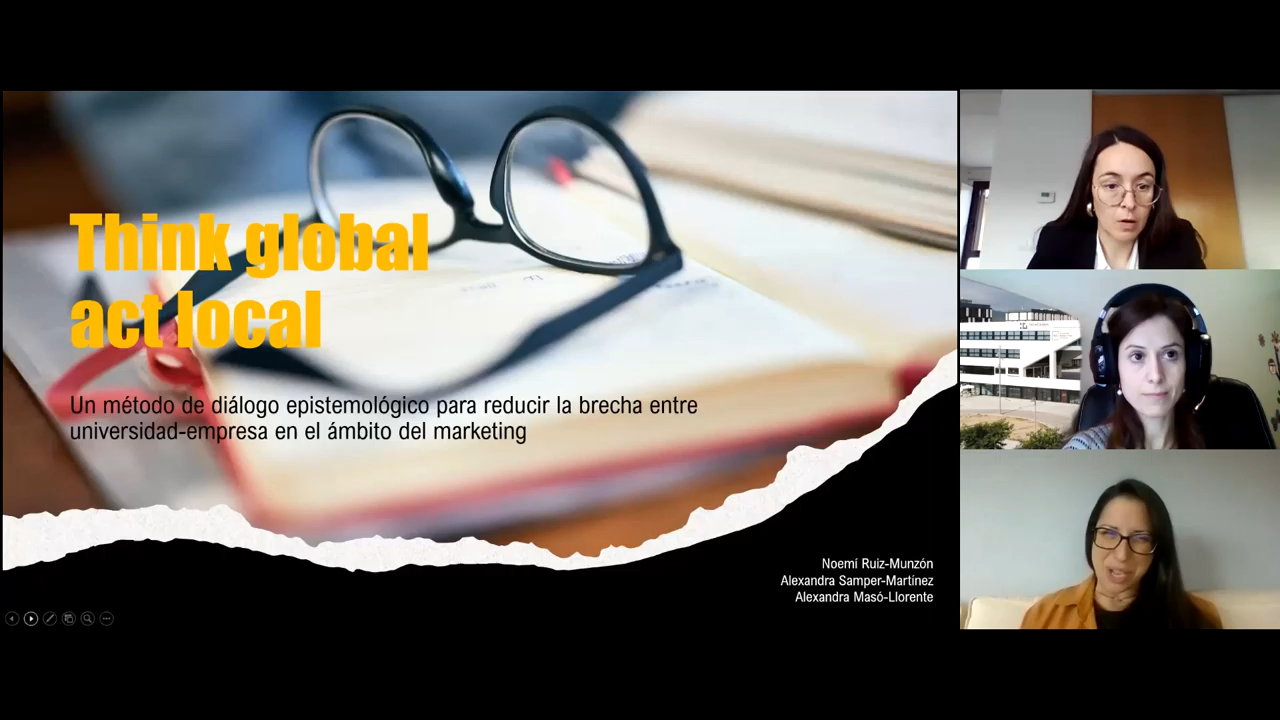 Think global
act local
Un método de diálogo epistemológico para reducir la brecha entre
universidad-empresa en el ámbito del marketing
Noemí Ruiz-Munzón
Alexandra Samper-Martínez
Alexandra Masó-Llorente